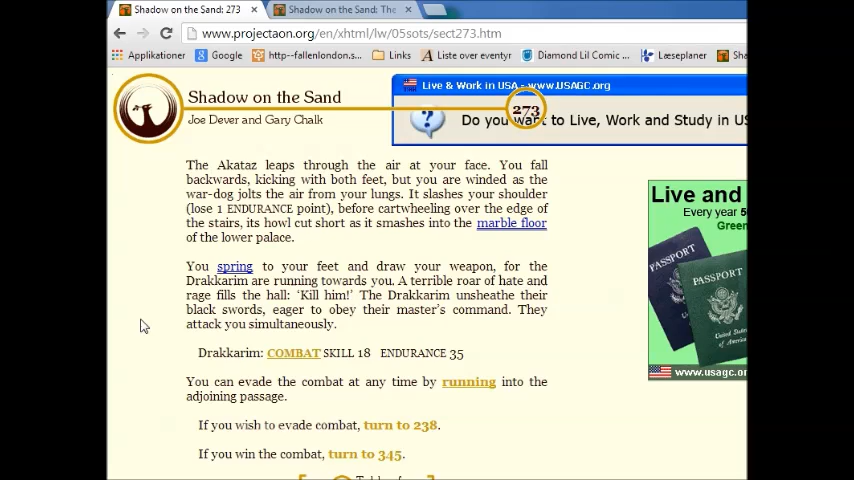 Shadow on the Sand: 273
Shadow on the Sand: The
www.projectaon.org/en/xhtml/lw/05sots/sect273.htm
Applikationer Google http--fallenlondon.st Links Liste over eventyr Diamond Lil Comic ... Læseplaner Sha
Shadow on the Sand
Joe Dever and Gary Chalk
273
Live & Work in USA - www.USAGC.org
Do you want to Live, Work and Study in US
The Akataz leaps through the air at your face. You fall
backwards, kicking with both feet, but you are winded as the
war-dog jolts the air from your lungs. It slashes your shoulder
(lose 1 ENDURANCE point), before cartwheeling over the edge of
the stairs, its howl cut short as it smashes into the marble floor
of the lower palace.
You spring to your feet and draw your weapon, for the
Drakkarim are running towards you. A terrible roar of hate and
rage fills the hall: ‘Kill him!’ The Drakkarim unsheathe their
black swords, eager to obey their master’s command. They
attack you simultaneously.
Drakkarim: COMBAT SKILL 18 ENDURANCE 35
You can evade the combat at any time by running into the
adjoining passage.
If you wish to evade combat, turn to 238.
If you win the combat, turn to 345.
Live and
Every year 5
Green
PASSPORT
PASSPORT
United States
of America
www.usagc.org